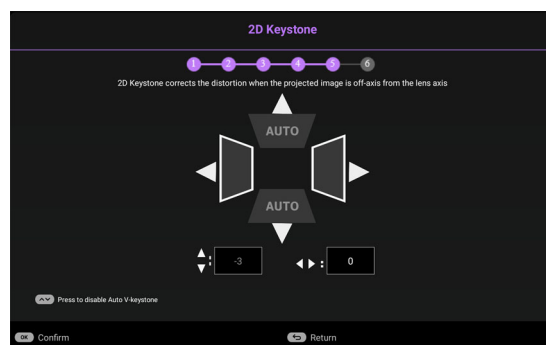 2D Keystone
1 2 3 4 5 6
2D Keystone corrects the distortion when the projected image is off-axis from the lens axis
AUTO
AUTO
: -3 : 0
Press to disable Auto V-keystone
OK Confirm Return